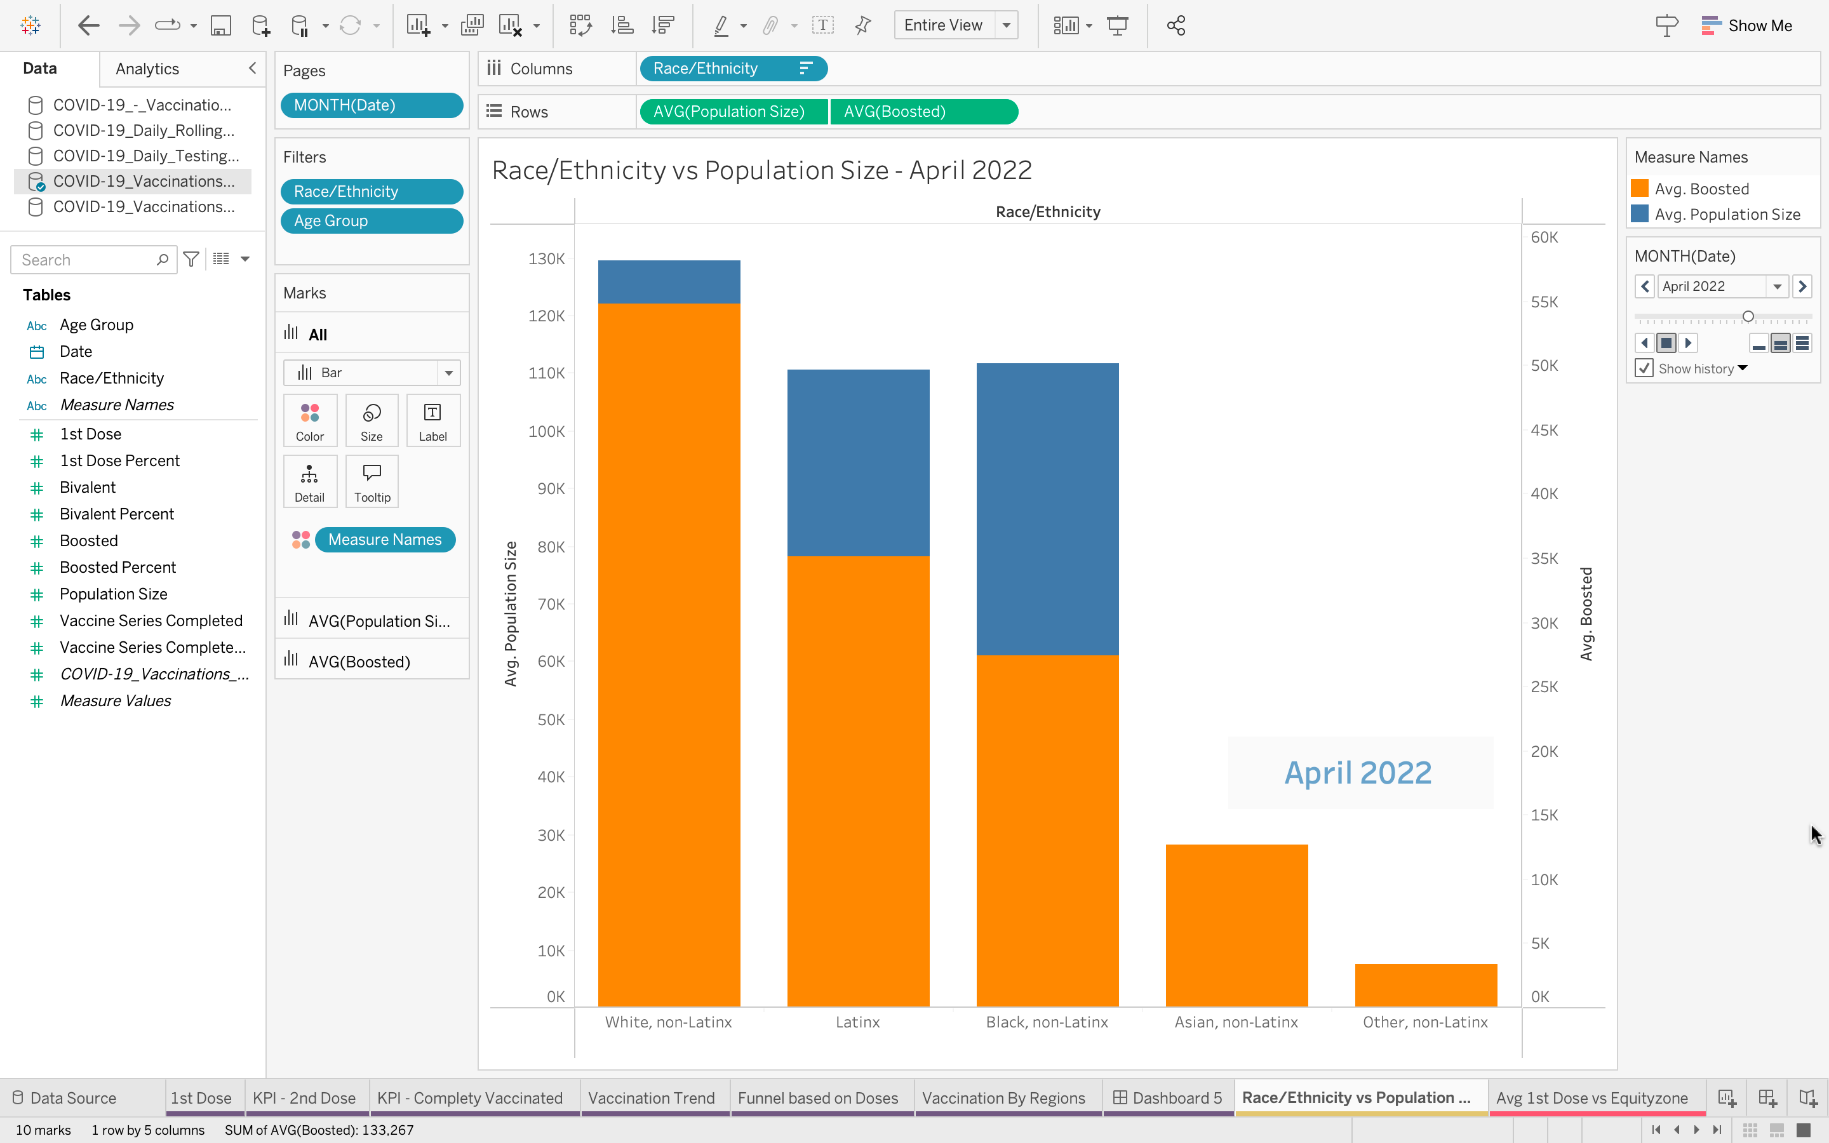 Entire View
Show Me
Data
Analytics
COVID-19_-_Vaccinatio...
COVID-19_Daily_Rolling...
COVID-19_Daily_Testing...
COVID-19_Vaccinations...
COVID-19_Vaccinations...
Search
Tables
Abc Age Group
Date
Abc Race/Ethnicity
Abc Measure Names
# 1st Dose
# 1st Dose Percent
# Bivalent
# Bivalent Percent
# Boosted
# Boosted Percent
# Population Size
# Vaccine Series Completed
# Vaccine Series Complete...
# COVID-19_Vaccinations_...
# Measure Values
Pages
MONTH(Date)
Filters
Race/Ethnicity
Age Group
Marks
All
Bar
Color
Size
T
Label
Detail
Tooltip
Measure Names
AVG(Population Si...
AVG(Boosted)
Columns
Race/Ethnicity
Rows
AVG(Population Size)
AVG(Boosted)
Race/Ethnicity vs Population Size - April 2022
Race/Ethnicity
Avg. Population Size
130K
120K
110K
100K
90K
80K
70K
60K
50K
40K
30K
20K
10K
0K
April 2022
White, non-Latinx
Latinx
Black, non-Latinx
Asian, non-Latinx
Other, non-Latinx
60K
55K
50K
45K
40K
35K
30K
25K
20K
15K
10K
5K
0K
Avg. Boosted
Measure Names
Avg. Boosted
Avg. Population Size
MONTH(Date)
April 2022
Show history
Data Source
1st Dose
KPI - 2nd Dose
KPI - Complety Vaccinated
Vaccination Trend
Funnel based on Doses
Vaccination By Regions
Dashboard 5
Race/Ethnicity vs Population ...
Avg 1st Dose vs Equityzone
10 marks
1 row by 5 columns
SUM of AVG(Boosted): 133,267